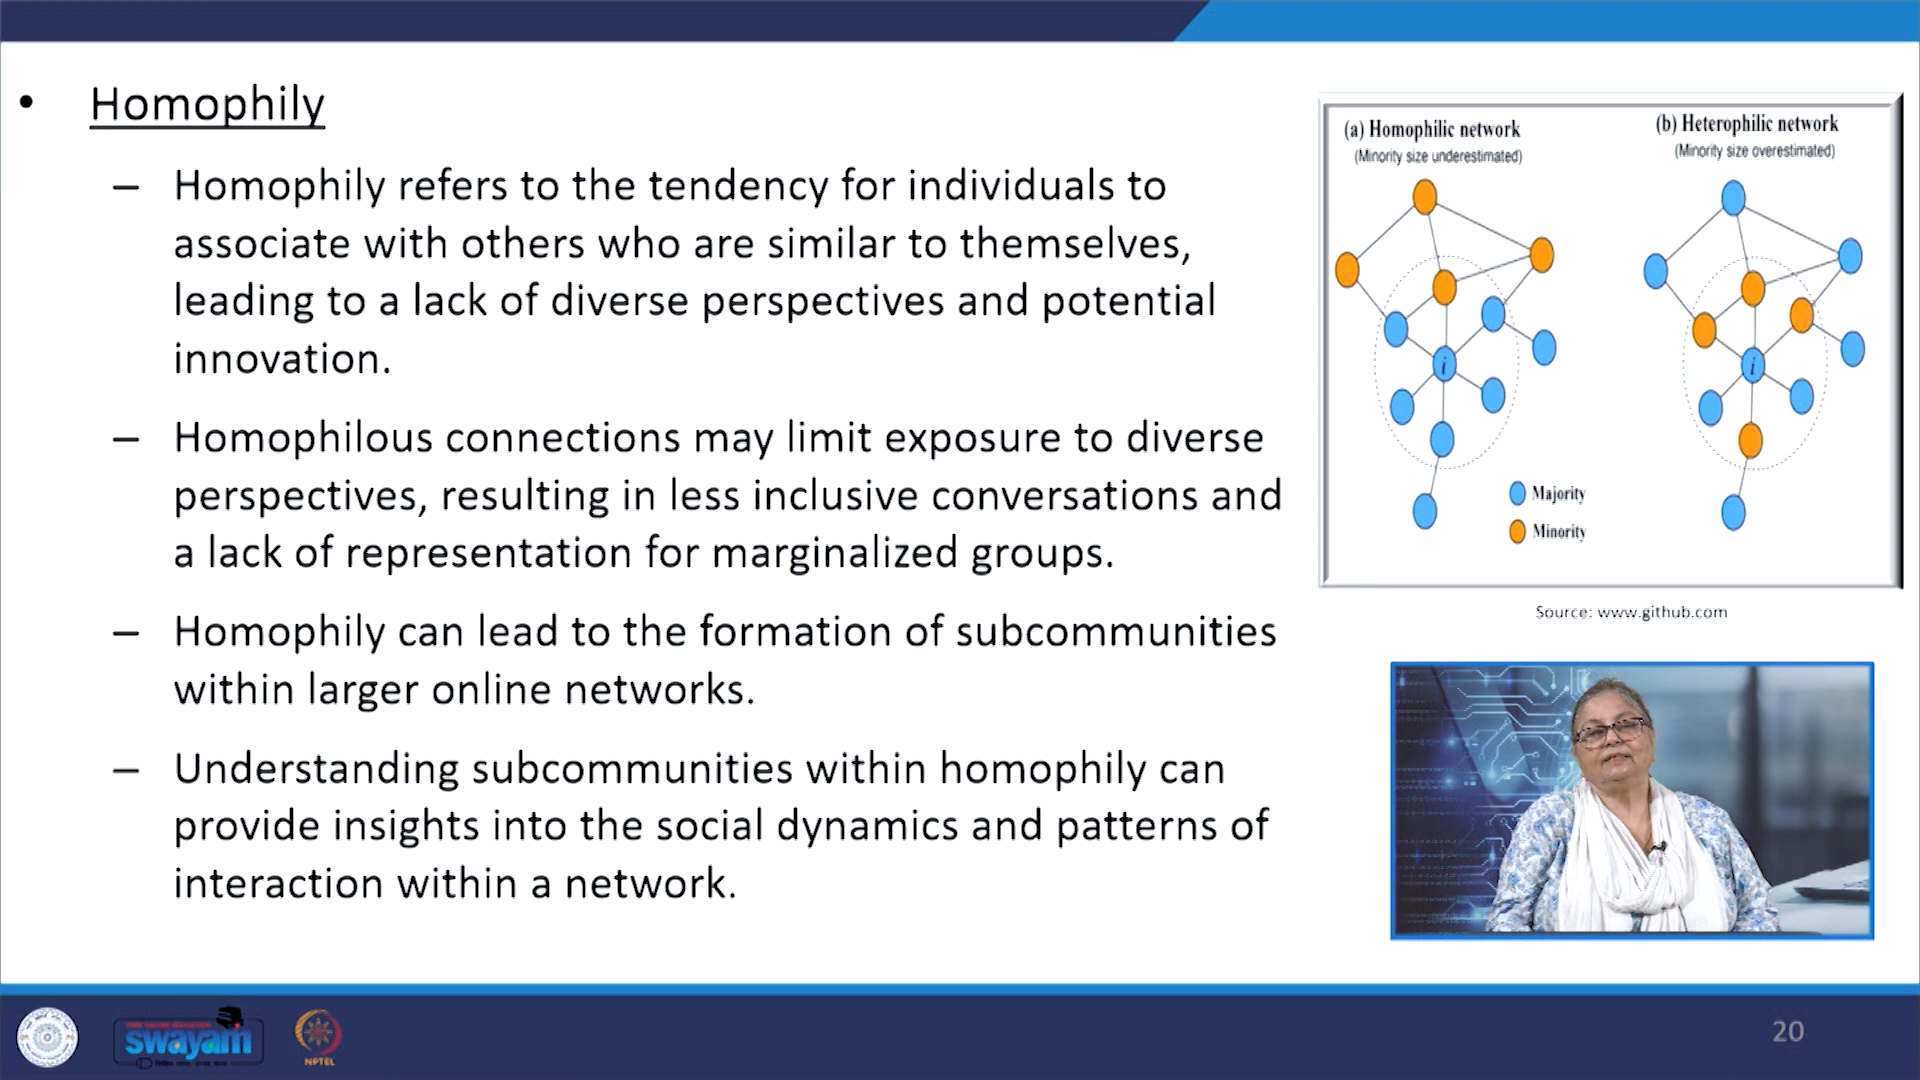 • Homophily
– Homophily refers to the tendency for individuals to
associate with others who are similar to themselves,
leading to a lack of diverse perspectives and potential
innovation.
– Homophilous connections may limit exposure to diverse
perspectives, resulting in less inclusive conversations and
a lack of representation for marginalized groups.
– Homophily can lead to the formation of subcommunities
within larger online networks.
– Understanding subcommunities within homophily can
provide insights into the social dynamics and patterns of
interaction within a network.
(a) Homophilic network
(Minority size underestimated)
(b) Heterophilic network
(Minority size overestimated)
i
i
Majority
Minority
Source: www.github.com
swayam
NPTEL
20